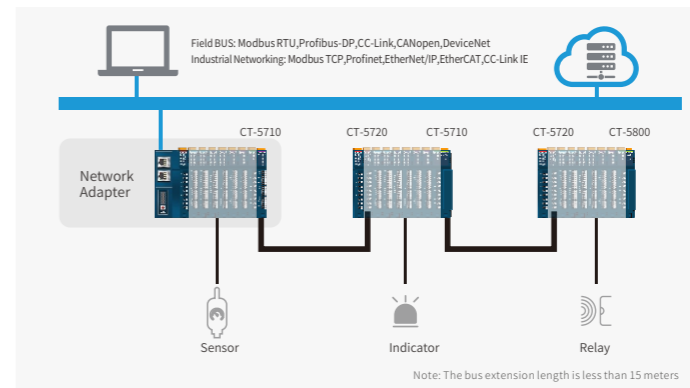 Field BUS: Modbus RTU,Profibus-DP,CC-Link,CANopen,DeviceNet
Industrial Networking: Modbus TCP,Profinet,EtherNet/IP,EtherCAT,CC-Link IE
CT-5710
CT-5720
CT-5710
CT-5720
CT-5800
Network
Adapter
Sensor
Indicator
Relay
Note: The bus extension length is less than 15 meters